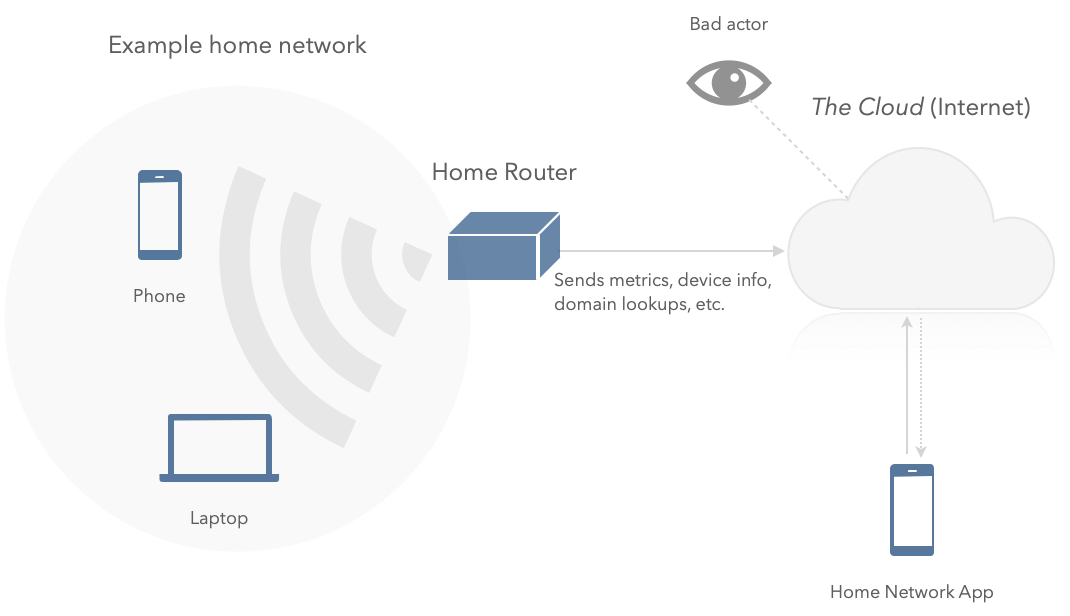 Bad actor
Example home network
The Cloud (Internet)
Home Router
Sends metrics, device info,
domain lookups, etc.
Phone
Laptop
Home Network App